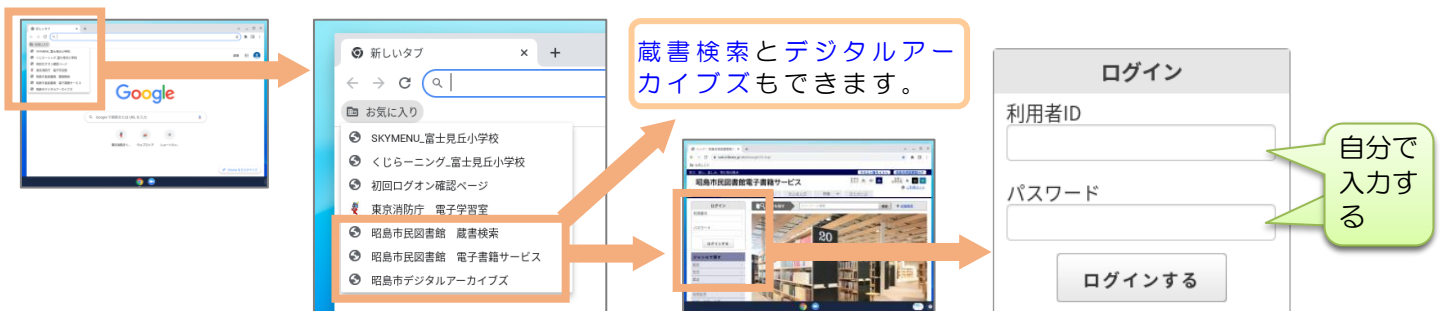 新しいタブ
お気に入り
SKYMENU_富士見丘小学校
くじらーニング_富士見丘小学校
初回ログオン確認ページ
東京消防庁 電子学習室
昭島市民図書館 蔵書検索
昭島市民図書館 電子書籍サービス
昭島市デジタルアーカイブズ
Google
蔵書検索とデジタルアー
カイブズもできます。
昭島市民図書館電子書籍サービス
ログイン
20
ログイン
利用者ID
パスワード
ログインする
自分で
入力す
る